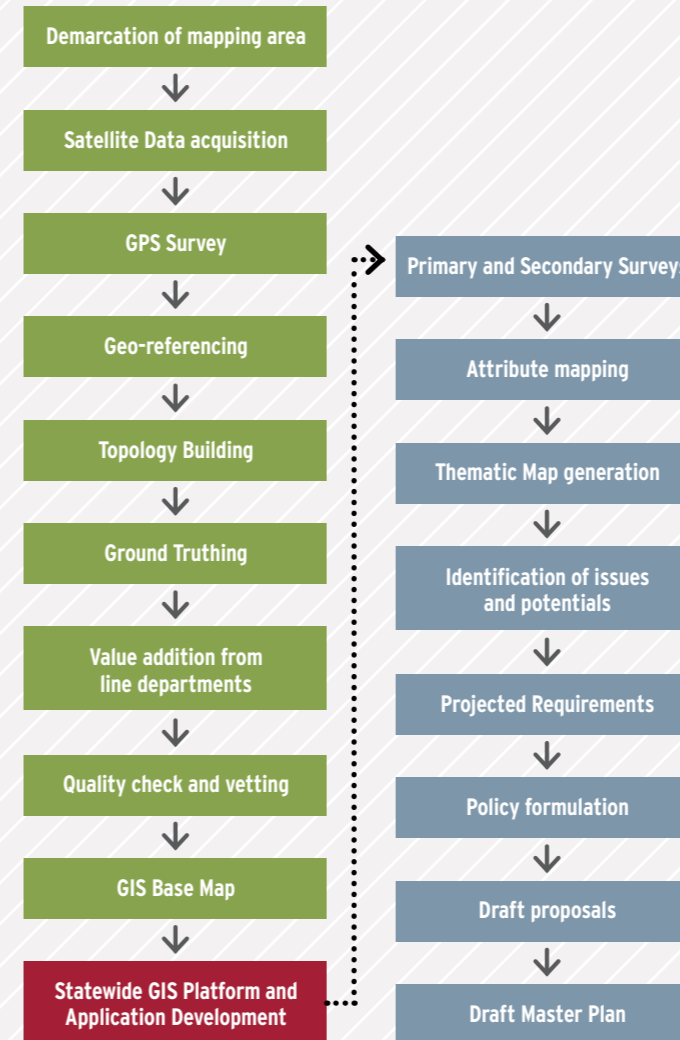 Demarcation of mapping area
Satellite Data acquisition
GPS Survey
Geo-referencing
Topology Building
Ground Truthing
Value addition from
line departments
Quality check and vetting
GIS Base Map
Statewide GIS Platform and
Application Development
Primary and Secondary Surveys
Attribute mapping
Thematic Map generation
Identification of issues
and potentials
Projected Requirements
Policy formulation
Draft proposals
Draft Master Plan